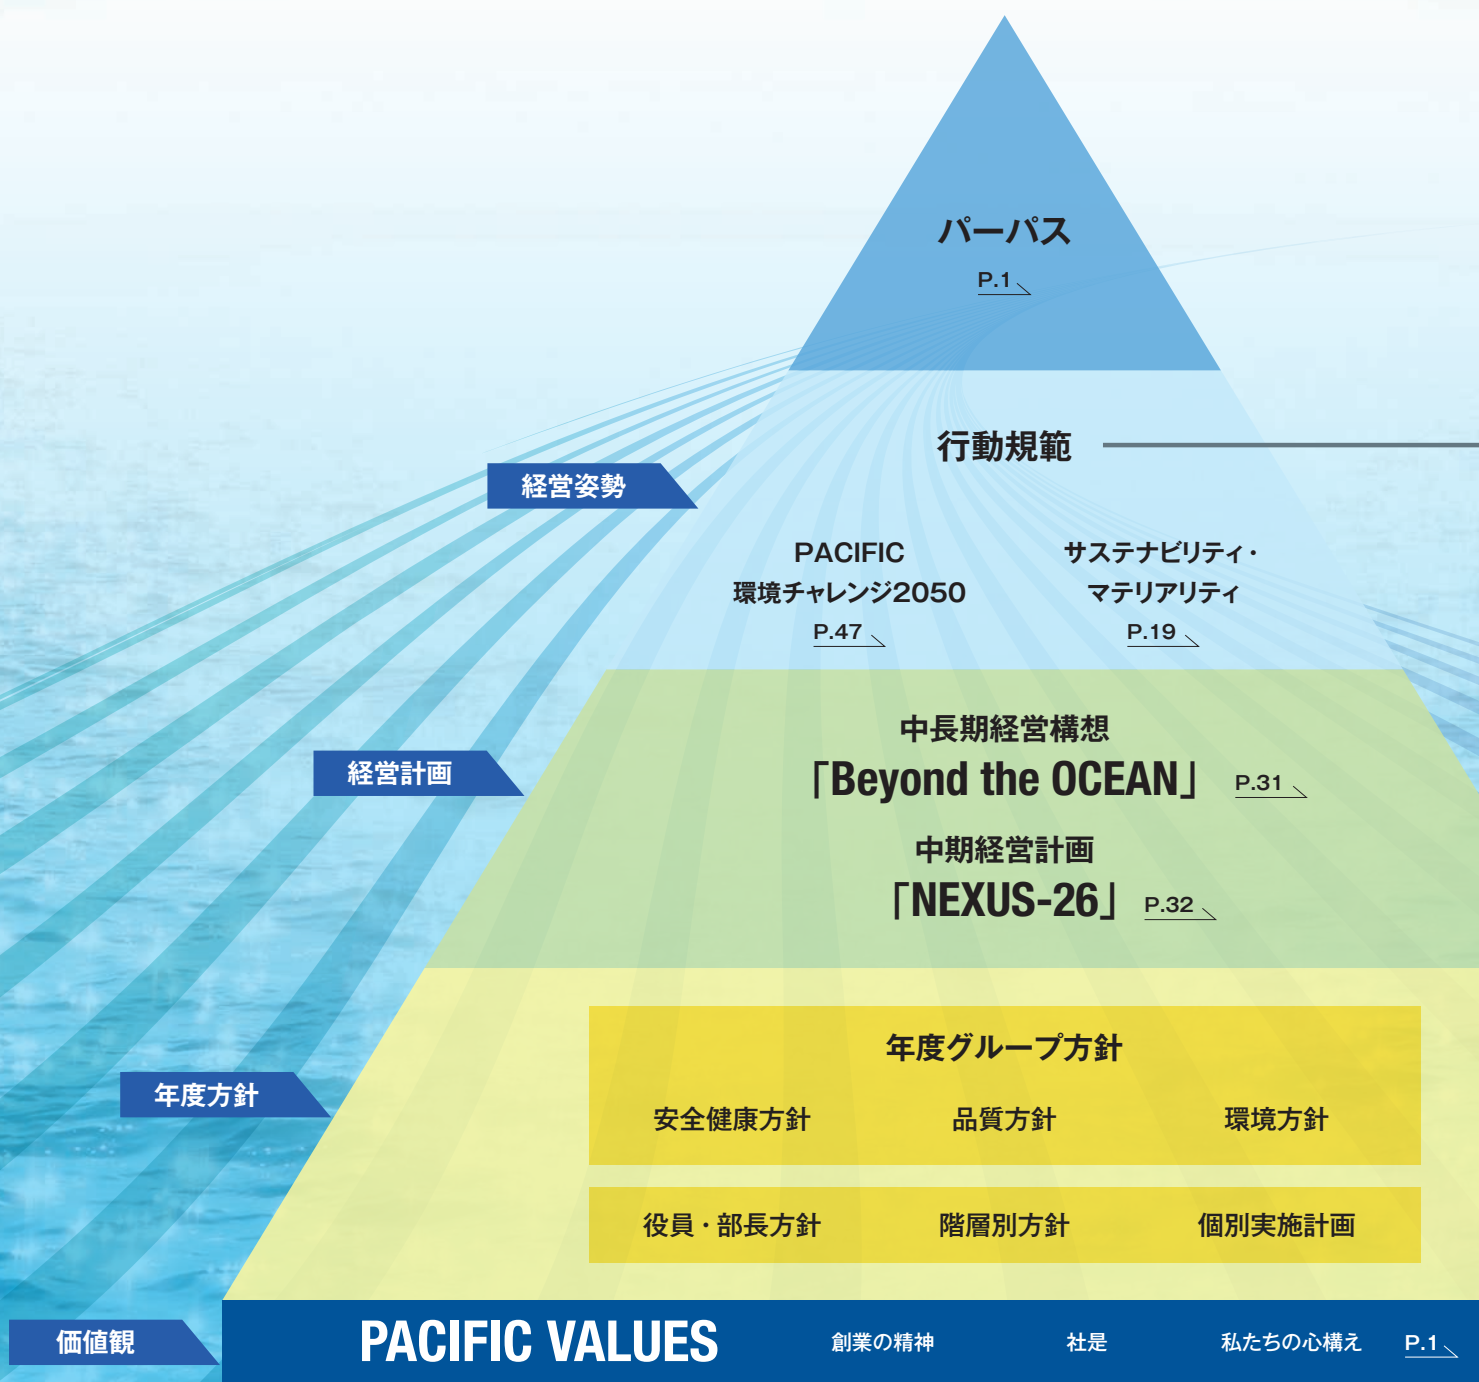 パーパス
P.1
行動規範
経営姿勢
PACIFIC
環境チャレンジ2050
P.47
サステナビリティ・
マテリアリティ
P.19
経営計画
中長期経営構想
「Beyond the OCEAN」 P.31
中期経営計画
「NEXUS-26」 P.32
年度方針
年度グループ方針
安全健康方針 品質方針 環境方針
役員・部長方針 階層別方針 個別実施計画
価値観
PACIFIC VALUES 創業の精神 社是 私たちの心構え P.1